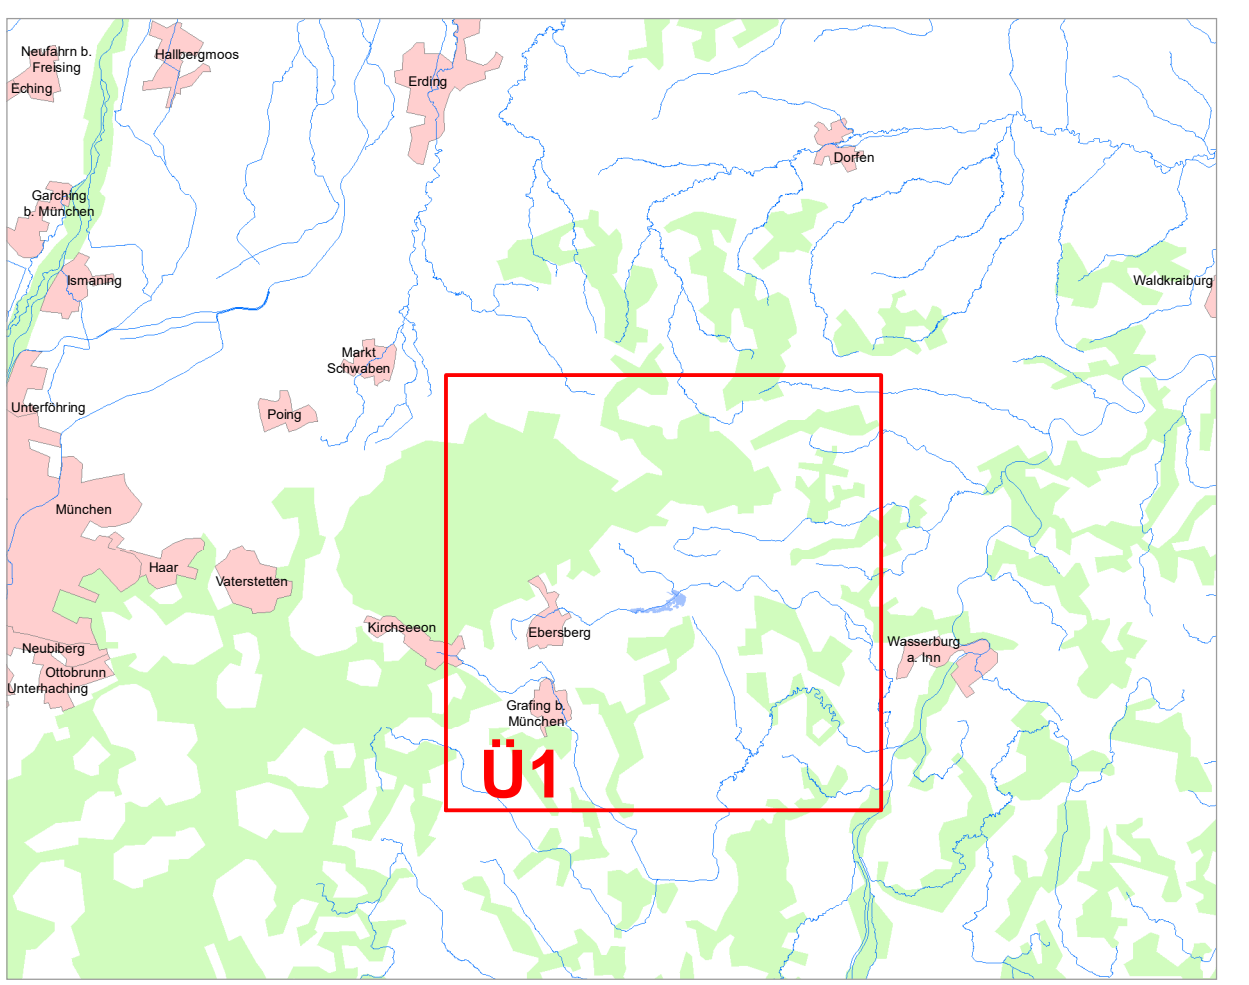 Neufahrn b.
Freising
Hallbergmoos
Eching
Erding
Dorfen
Garching
b. München
Ismaning
Waldkraiburg
Markt
Schwaben
Unterföhring
Poing
München
Haar
Vaterstetten
Kirchseeon
Ebersberg
Neubiberg
Wasserburg
a. Inn
Ottobrunn
Unterhaching
Grafing b.
München
Ü1